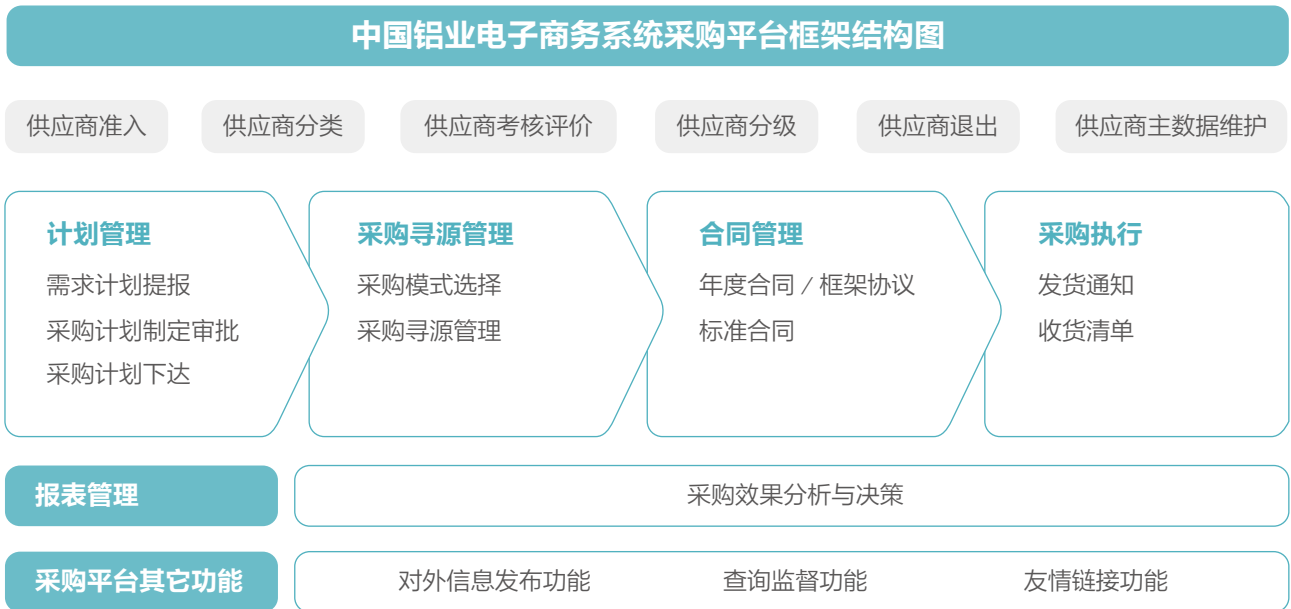 中国铝业电子商务系统采购平台框架结构图
供应商准入
供应商分类
供应商考核评价
供应商分级
供应商退出
供应商主数据维护
计划管理
需求计划提报
采购计划制定审批
采购计划下达
采购寻源管理
采购模式选择
采购寻源管理
合同管理
年度合同 / 框架协议
标准合同
采购执行
发货通知
收货清单
报表管理
采购效果分析与决策
采购平台其它功能
对外信息发布功能
查询监督功能
友情链接功能